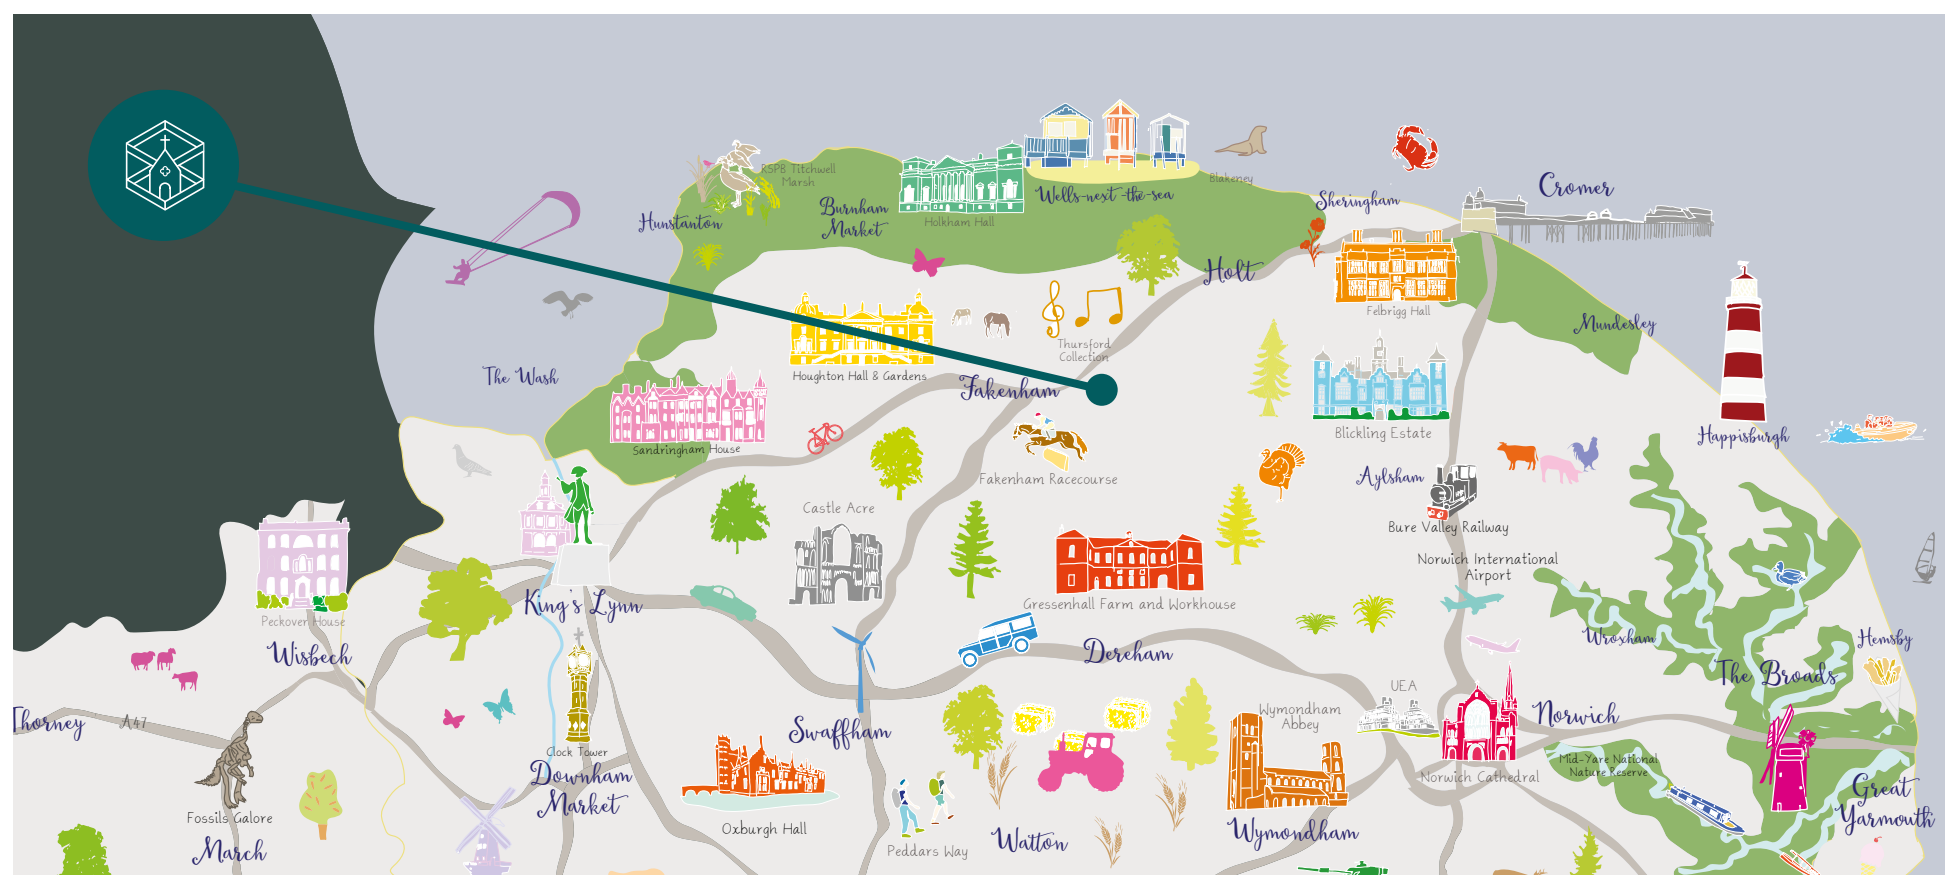 RSPB Titchwell
Marsh
Hunstanton
Burnham
Market
Holkham Hall
Wells-next-the-sea
Blakeney
Sheringham
Cromer
Holt
Felbrigg Hall
Mundesley
Thursford
Collection
The Wash
Houghton Hall & Gardens
Fakenham
Sandringham House
Blickling Estate
Happisburgh
Fakenham Racecourse
Aylsham
Castle Acre
Bure Valley Railway
Norwich International
Airport
King's Lynn
Gressenhall Farm and Workhouse
Peckover House
Wisbech
Dereham
Wroxham
Hemsby
The Broads
UEA
Thorney
A47
Swaffham
Wymondham
Abbey
Norwich
Clock Tower
Downham
Market
Norwich Cathedral
Mid-Yare National
Nature Reserve
Great
Yarmouth
Fossils Galore
March
Oxburgh Hall
Peddars Way
Watton
Wymondham